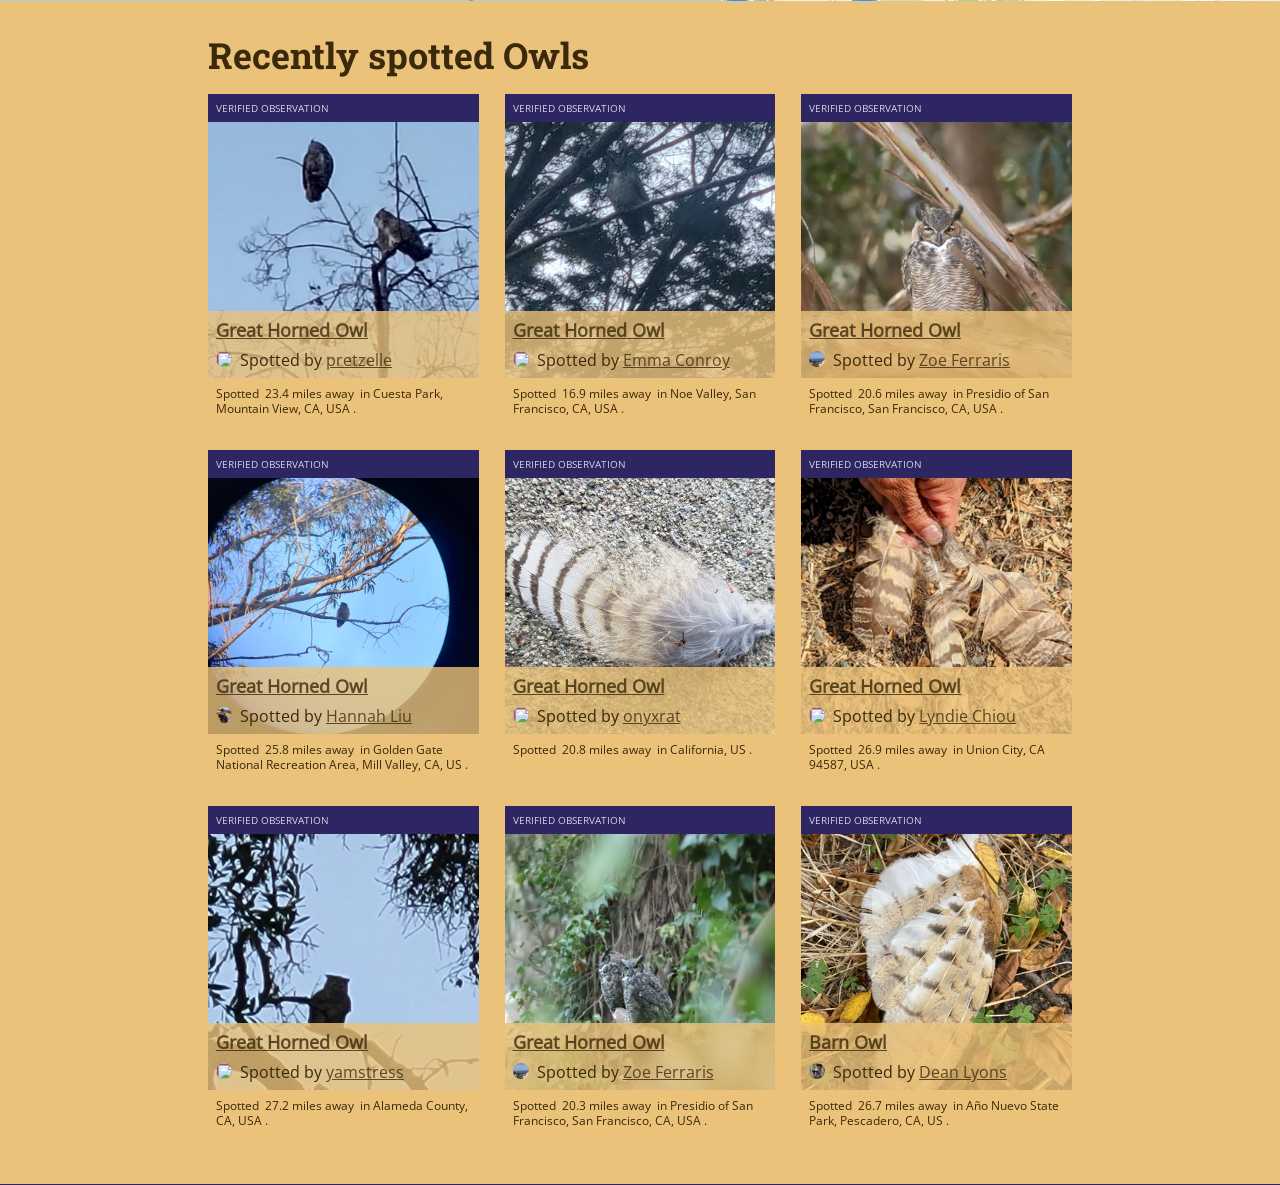 Recently spotted Owls
VERIFIED OBSERVATION
Great Horned Owl
Spotted by pretzelle
Spotted 23.4 miles away in Cuesta Park,
Mountain View, CA, USA .
VERIFIED OBSERVATION
Great Horned Owl
Spotted by Emma Conroy
Spotted 16.9 miles away in Noe Valley, San
Francisco, CA, USA .
VERIFIED OBSERVATION
Great Horned Owl
Spotted by Zoe Ferraris
Spotted 20.6 miles away in Presidio of San
Francisco, San Francisco, CA, USA .
VERIFIED OBSERVATION
Great Horned Owl
Spotted by Hannah Liu
Spotted 25.8 miles away in Golden Gate
National Recreation Area, Mill Valley, CA, US .
VERIFIED OBSERVATION
Great Horned Owl
Spotted by onyxrat
Spotted 20.8 miles away in California, US .
VERIFIED OBSERVATION
Great Horned Owl
Spotted by Lyndie Chiou
Spotted 26.9 miles away in Union City, CA
94587, USA .
VERIFIED OBSERVATION
Great Horned Owl
Spotted by yamstress
Spotted 27.2 miles away in Alameda County,
CA, USA .
VERIFIED OBSERVATION
Great Horned Owl
Spotted by Zoe Ferraris
Spotted 20.3 miles away in Presidio of San
Francisco, San Francisco, CA, USA .
VERIFIED OBSERVATION
Barn Owl
Spotted by Dean Lyons
Spotted 26.7 miles away in Año Nuevo State
Park, Pescadero, CA, US .